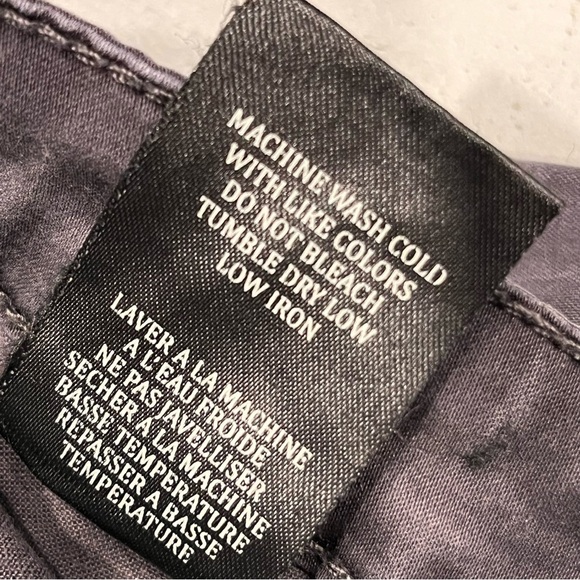 MACHINE WASH COLD
WITH LIKE COLORS
DO NOT BLEACH
TUMBLE DRY LOW
LOW IRON
LAVER A LA MACHINE
A L'EAU FROIDE
NE PAS JAVELLISER
SECHER A LA MACHINE
BASSE TEMPERATURE
REPASSER A BASSE
TEMPERATURE